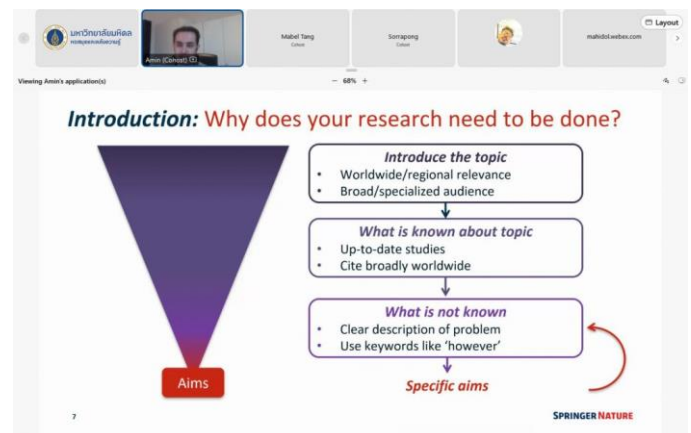 มหาวิทยาลัยมหิดล
Layout
Amin (Cohost)
Mabel Tang
Cohost
Sorrapong
Cohost
mahidol.webex.com
Viewing Amin's application(s)
− 68% +
Introduction: Why does your research need to be done?
Introduce the topic
• Worldwide/regional relevance
• Broad/specialized audience
What is known about topic
• Up-to-date studies
• Cite broadly worldwide
What is not known
• Clear description of problem
• Use keywords like ‘however’
Aims
Specific aims
7
SPRINGER NATURE